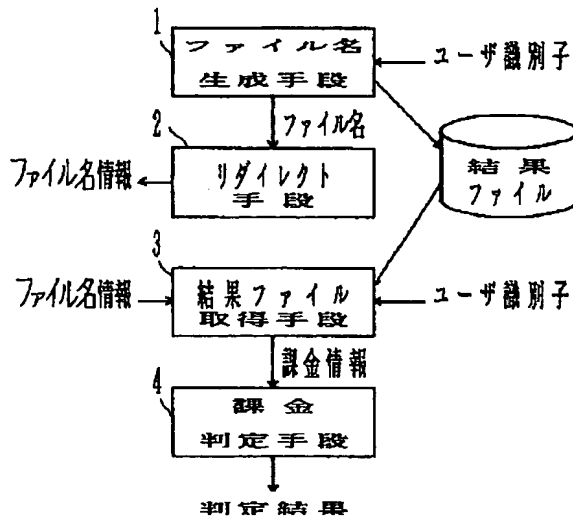 1
ファイル名
生成手段
ユーザ識別子
ファイル名
2
リダイレクト
手段
ファイル名情報
結果
ファイル
3
ファイル名情報
結果ファイル
取得手段
ユーザ識別子
課金情報
4
課金
判定手段
判定結果